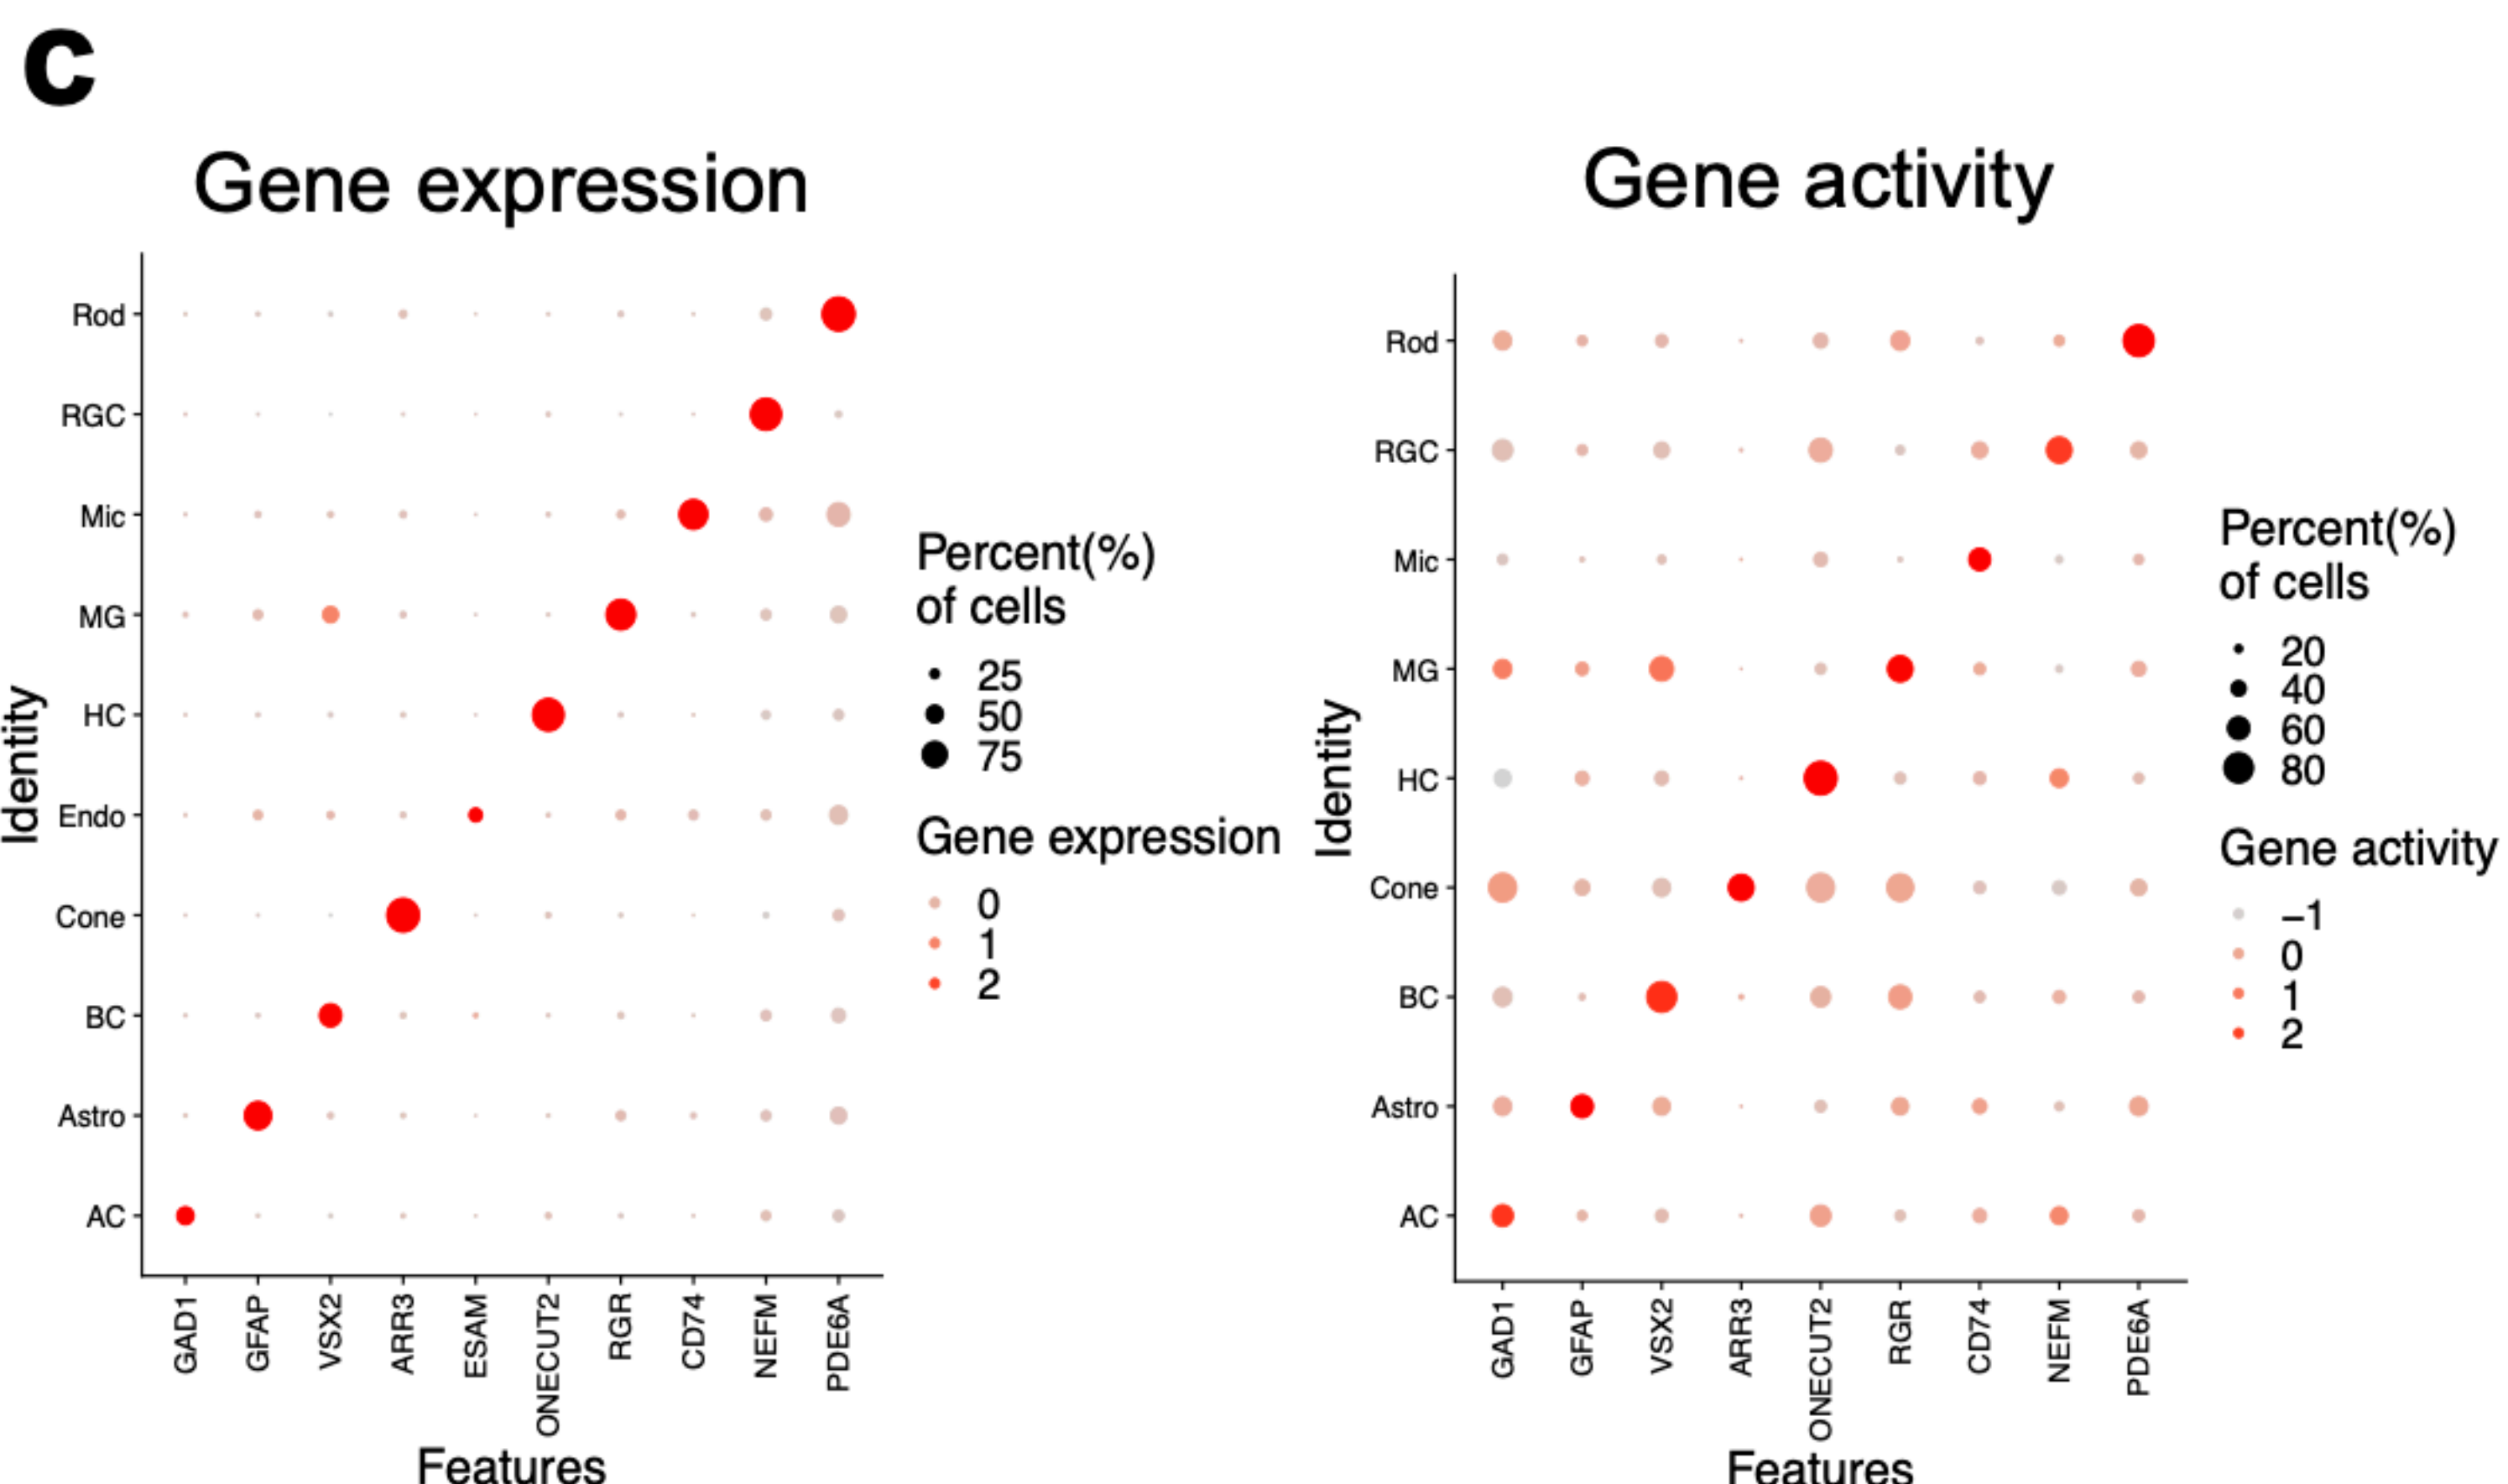 c
Gene expression
Identity
Rod
RGC
Mic
MG
HC
Endo
Cone
BC
Astro
AC
GAD1
GFAP
VSX2
ARR3
ESAM
ONECUT2
RGR
CD74
NEFM
PDE6A
Features
Percent(%)
of cells
25
50
75
Gene expression
0
1
2
Gene activity
Identity
Rod
RGC
Mic
MG
HC
Cone
BC
Astro
AC
GAD1
GFAP
VSX2
ARR3
ONECUT2
RGR
CD74
NEFM
PDE6A
Features
Percent(%)
of cells
20
40
60
80
Gene activity
−1
0
1
2